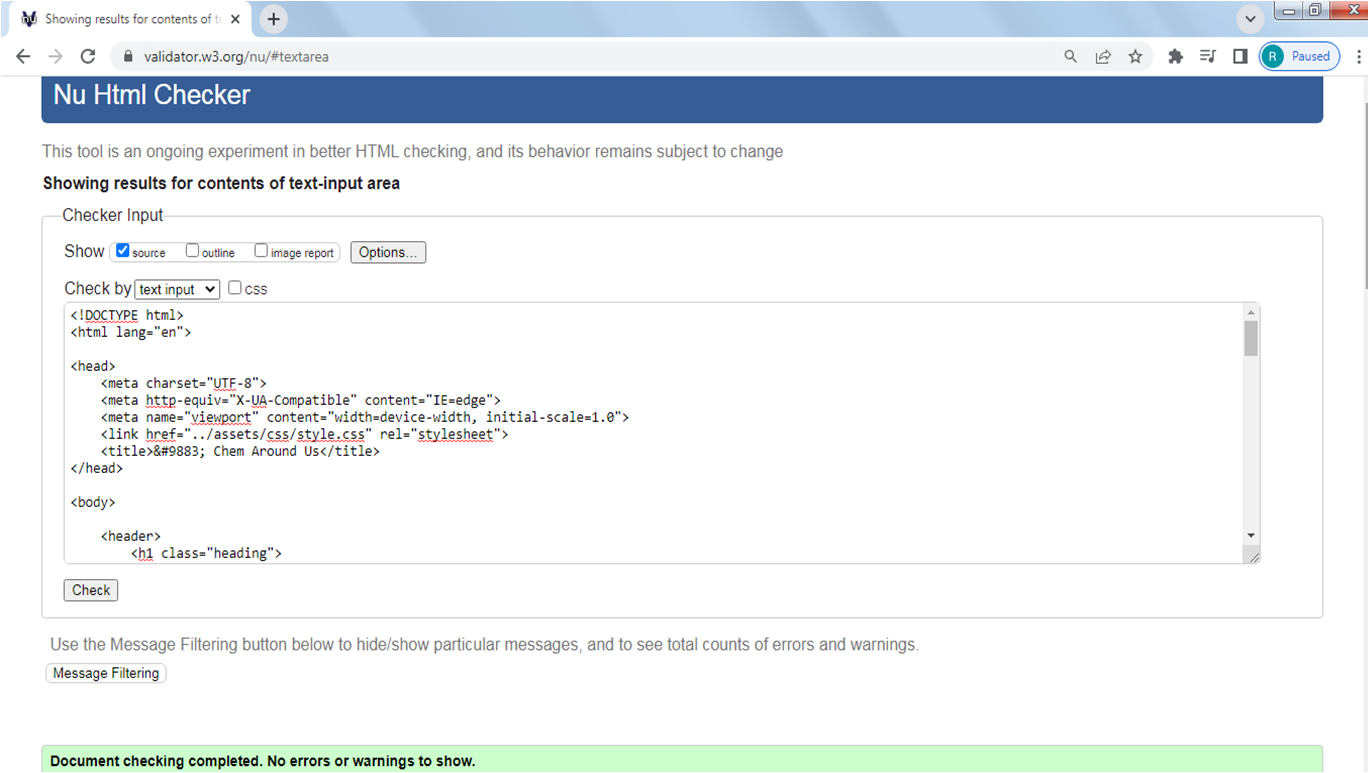 Showing results for contents of t
validator.w3.org/nu/#textarea
R Paused
Nu Html Checker
This tool is an ongoing experiment in better HTML checking, and its behavior remains subject to change
Showing results for contents of text-input area
Checker Input
Show source outline image report Options...
Check by text input css
<!DOCTYPE html>
<html lang="en">
<head>
<meta charset="UTF-8">
<meta http-equiv="X-UA-Compatible" content="IE=edge">
<meta name="viewport" content="width=device-width, initial-scale=1.0">
<link href="../assets/css/style.css" rel="stylesheet">
<title>&#9883; Chem Around Us</title>
</head>
<body>
<header>
<h1 class="heading">
Check
Use the Message Filtering button below to hide/show particular messages, and to see total counts of errors and warnings.
Message Filtering
Document checking completed. No errors or warnings to show.